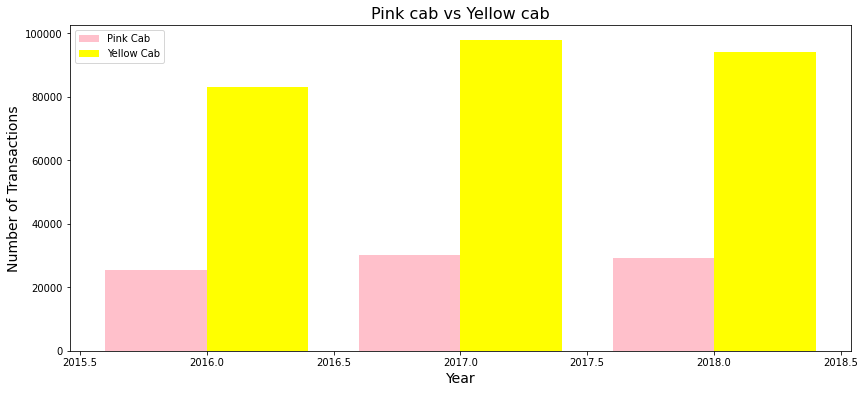 Pink cab vs Yellow cab
Pink Cab
Yellow Cab
Number of Transactions
100000
80000
60000
40000
20000
0
2015.5 2016.0 2016.5 2017.0 2017.5 2018.0 2018.5
Year